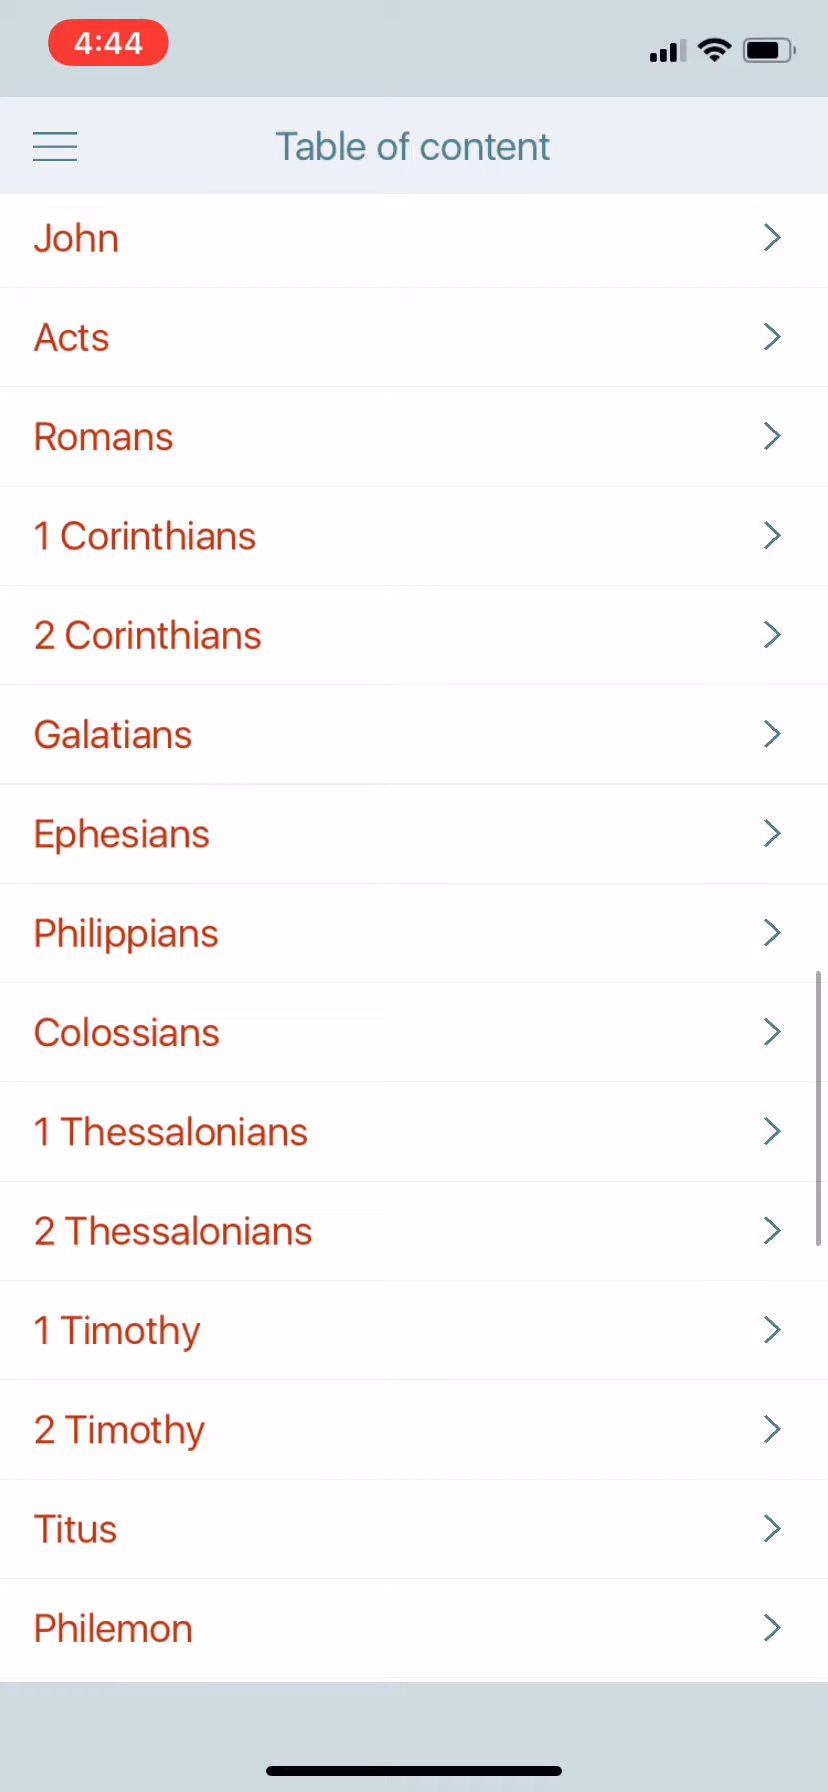 4:44
Table of content
John
Acts
Romans
1 Corinthians
2 Corinthians
Galatians
Ephesians
Philippians
Colossians
1 Thessalonians
2 Thessalonians
1 Timothy
2 Timothy
Titus
Philemon